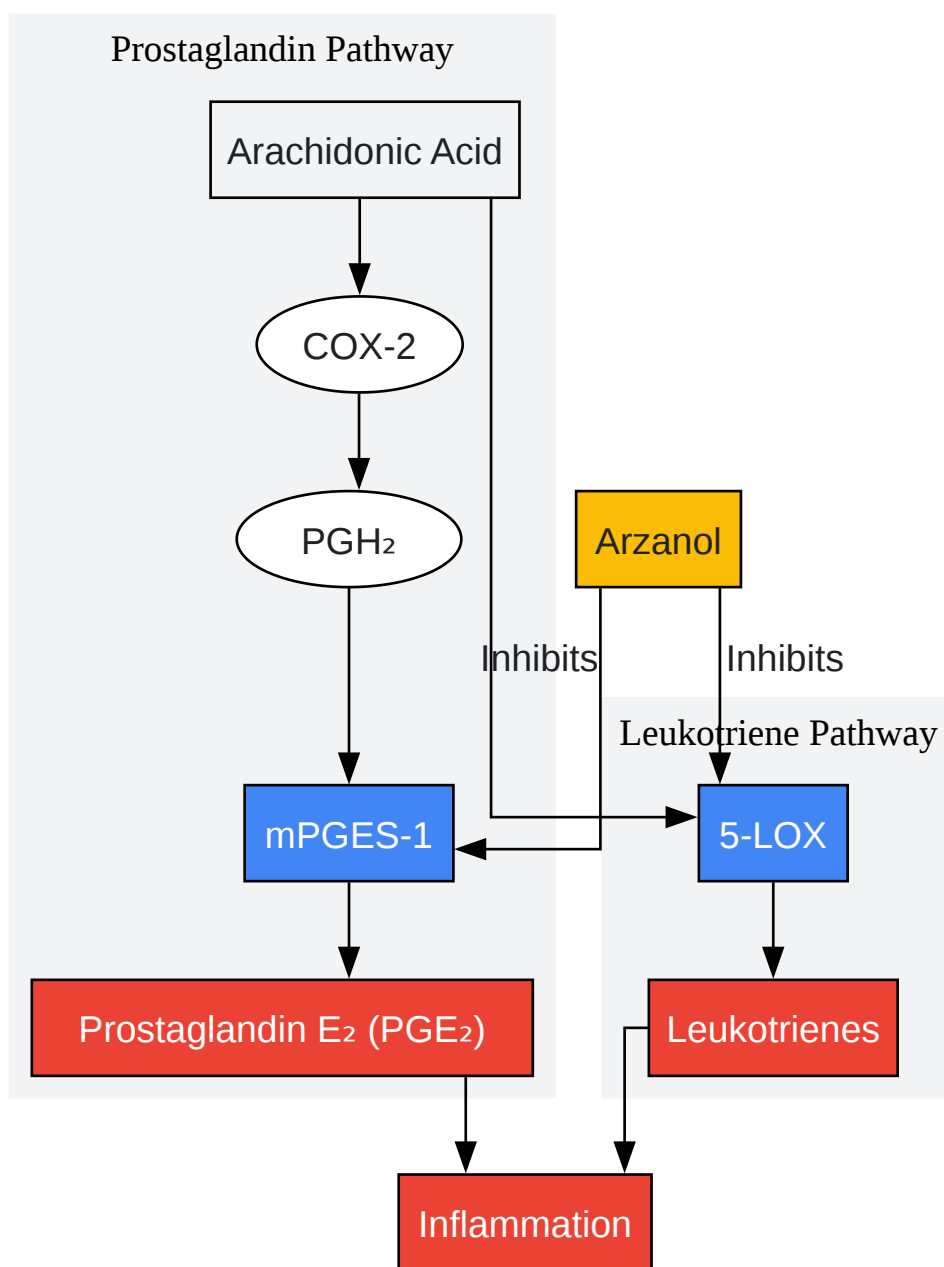 Prostaglandin Pathway
Arachidonic Acid
COX-2
PGH₂
Arzanol
Inhibits
Inhibits
Leukotriene Pathway
mPGES-1
5-LOX
Prostaglandin E₂ (PGE₂)
Leukotrienes
Inflammation